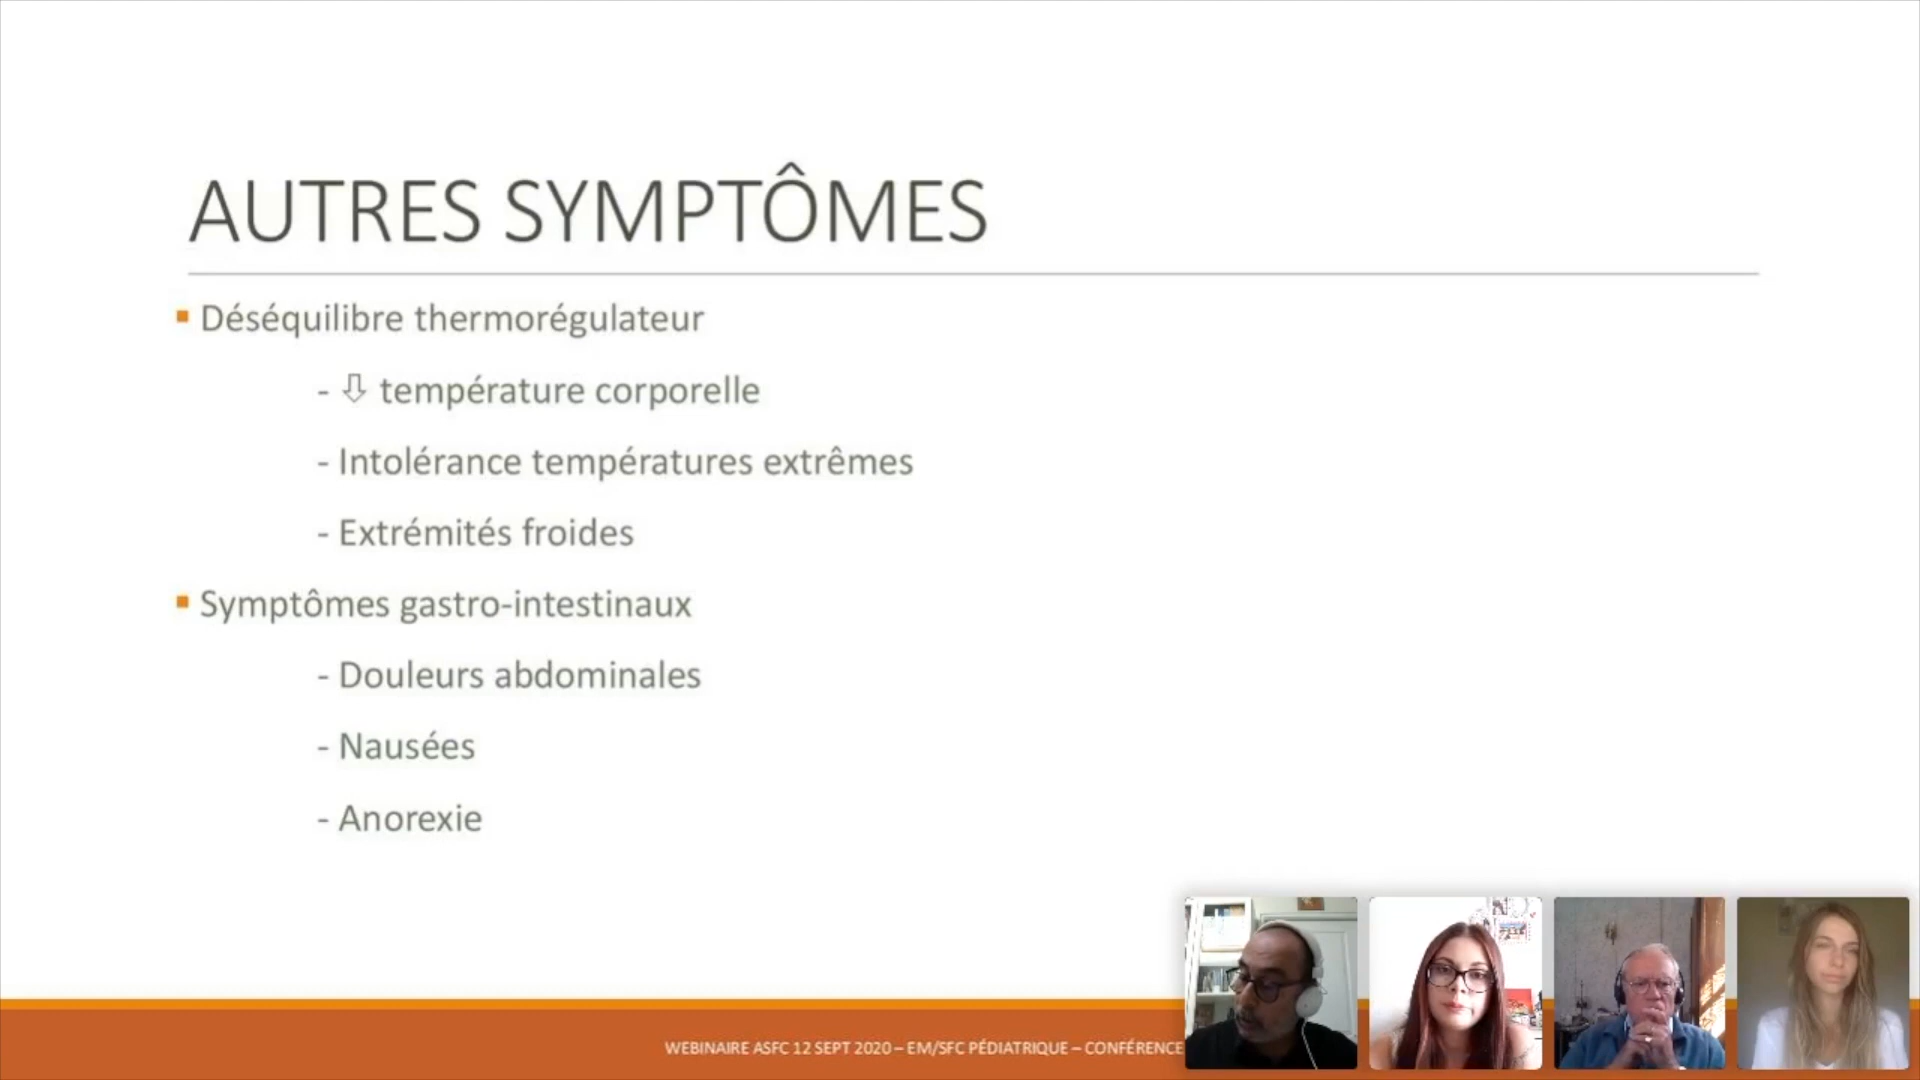 AUTRES SYMPTÔMES
▪ Déséquilibre thermorégulateur
- ⇩ température corporelle
- Intolérance températures extrêmes
- Extrémités froides
▪ Symptômes gastro-intestinaux
- Douleurs abdominales
- Nausées
- Anorexie
WEBINAIRE ASFC 12 SEPT 2020 – EM/SFC PÉDIATRIQUE – CONFÉRENCE